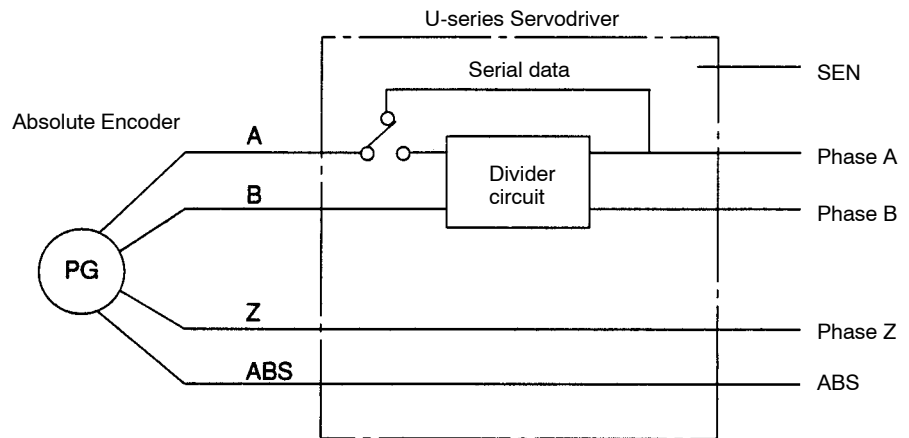 U-series Servodriver
Serial data
SEN
Absolute Encoder
A
Phase A
Divider
circuit
B
Phase B
PG
Z
Phase Z
ABS
ABS